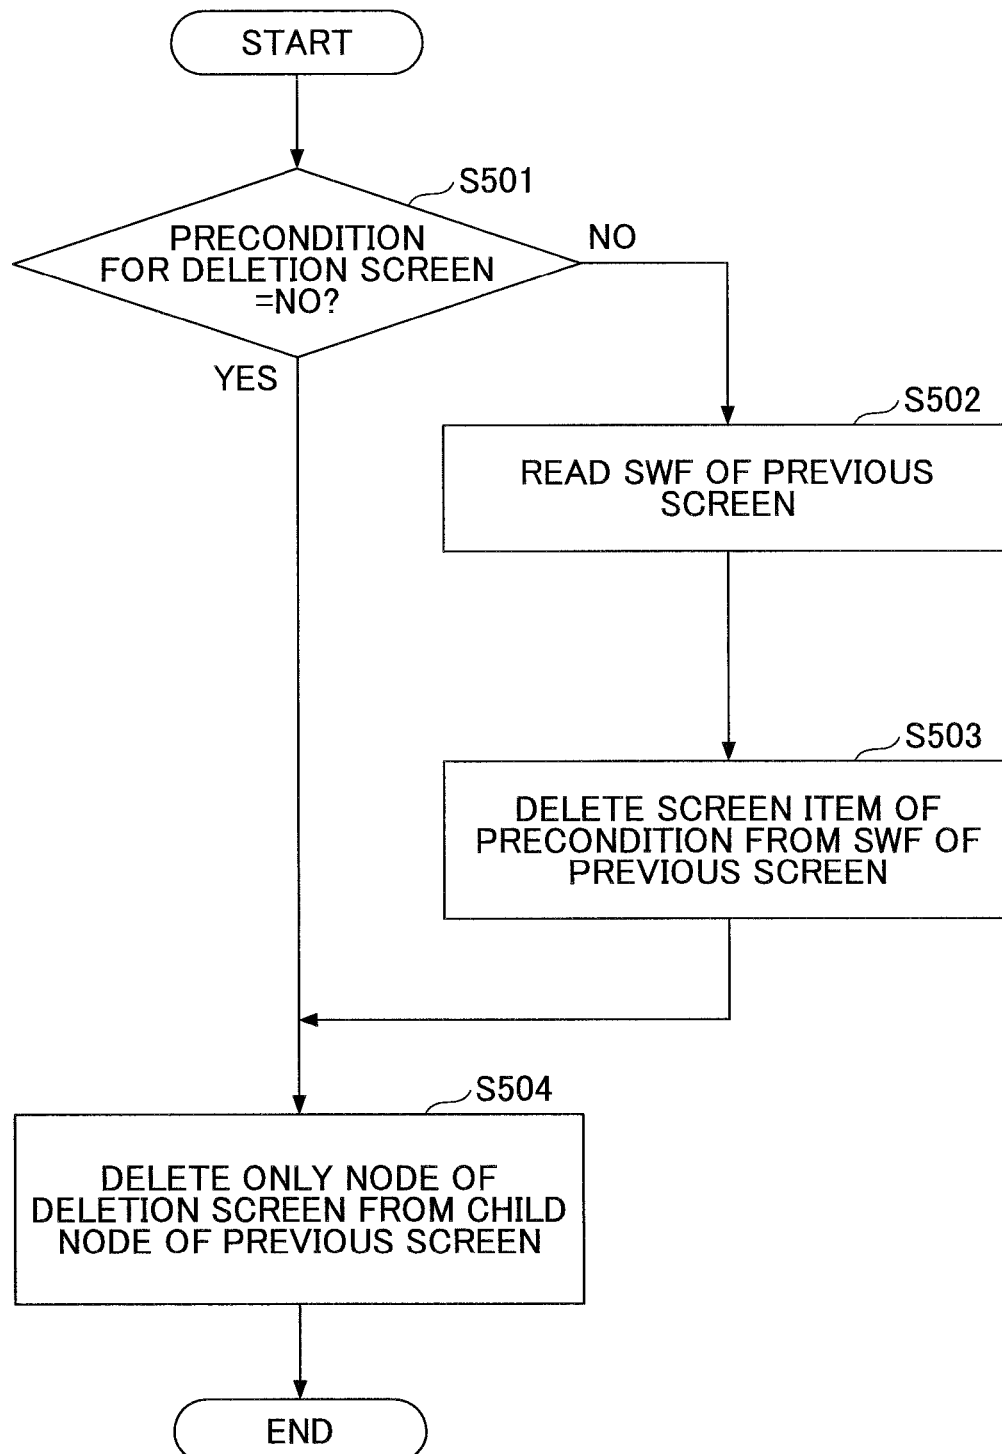 START
S501
PRECONDITION
FOR DELETION SCREEN
=NO?
NO
YES
S502
READ SWF OF PREVIOUS
SCREEN
S503
DELETE SCREEN ITEM OF
PRECONDITION FROM SWF OF
PREVIOUS SCREEN
S504
DELETE ONLY NODE OF
DELETION SCREEN FROM CHILD
NODE OF PREVIOUS SCREEN
END